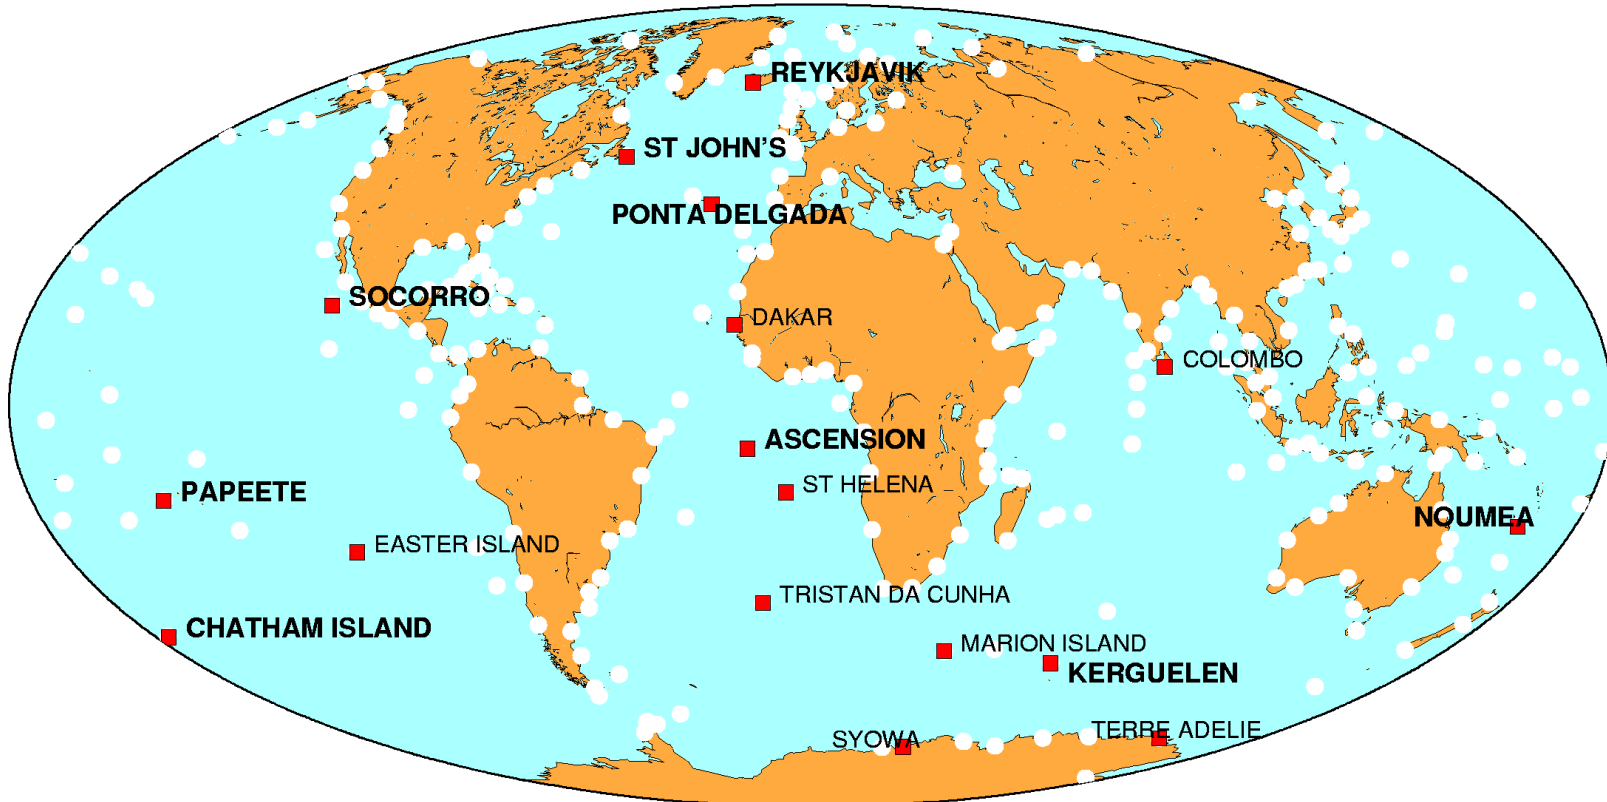 REYKJAVIK
ST JOHN'S
PONTA DELGADA
SOCORRO
DAKAR
COLOMBO
ASCENSION
ST HELENA
PAPEETE
NOUMEA
EASTER ISLAND
TRISTAN DA CUNHA
CHATHAM ISLAND
MARION ISLAND
KERGUELEN
TERRE ADELIE
SYOWA